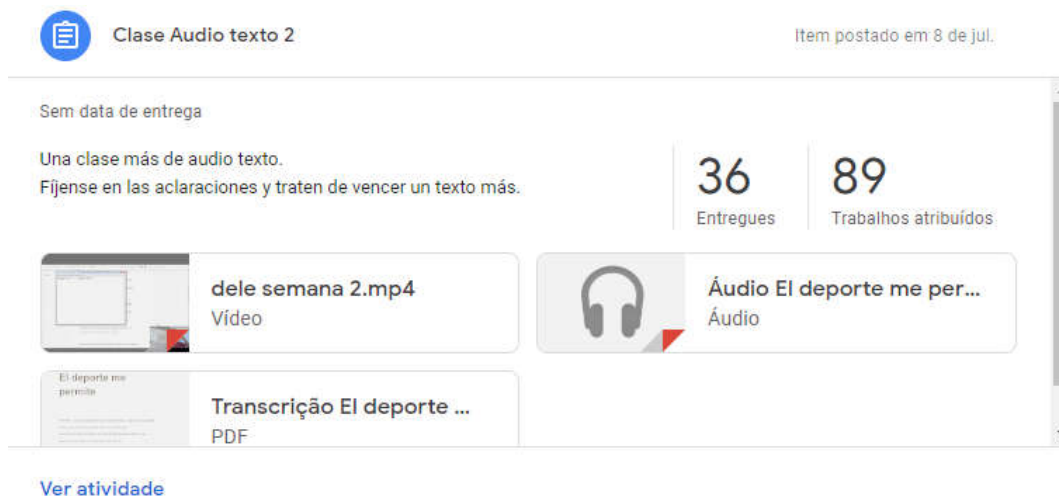 Clase Audio texto 2
Item postado em 8 de jul.
Sem data de entrega
Una clase más de audio texto.
Fíjense en las aclaraciones y traten de vencer un texto más.
36
Entregues
89
Trabalhos atribuídos
dele semana 2.mp4
Vídeo
Áudio El deporte me per...
Áudio
El deporte me
permite
Transcrição El deporte ...
PDF
Ver atividade